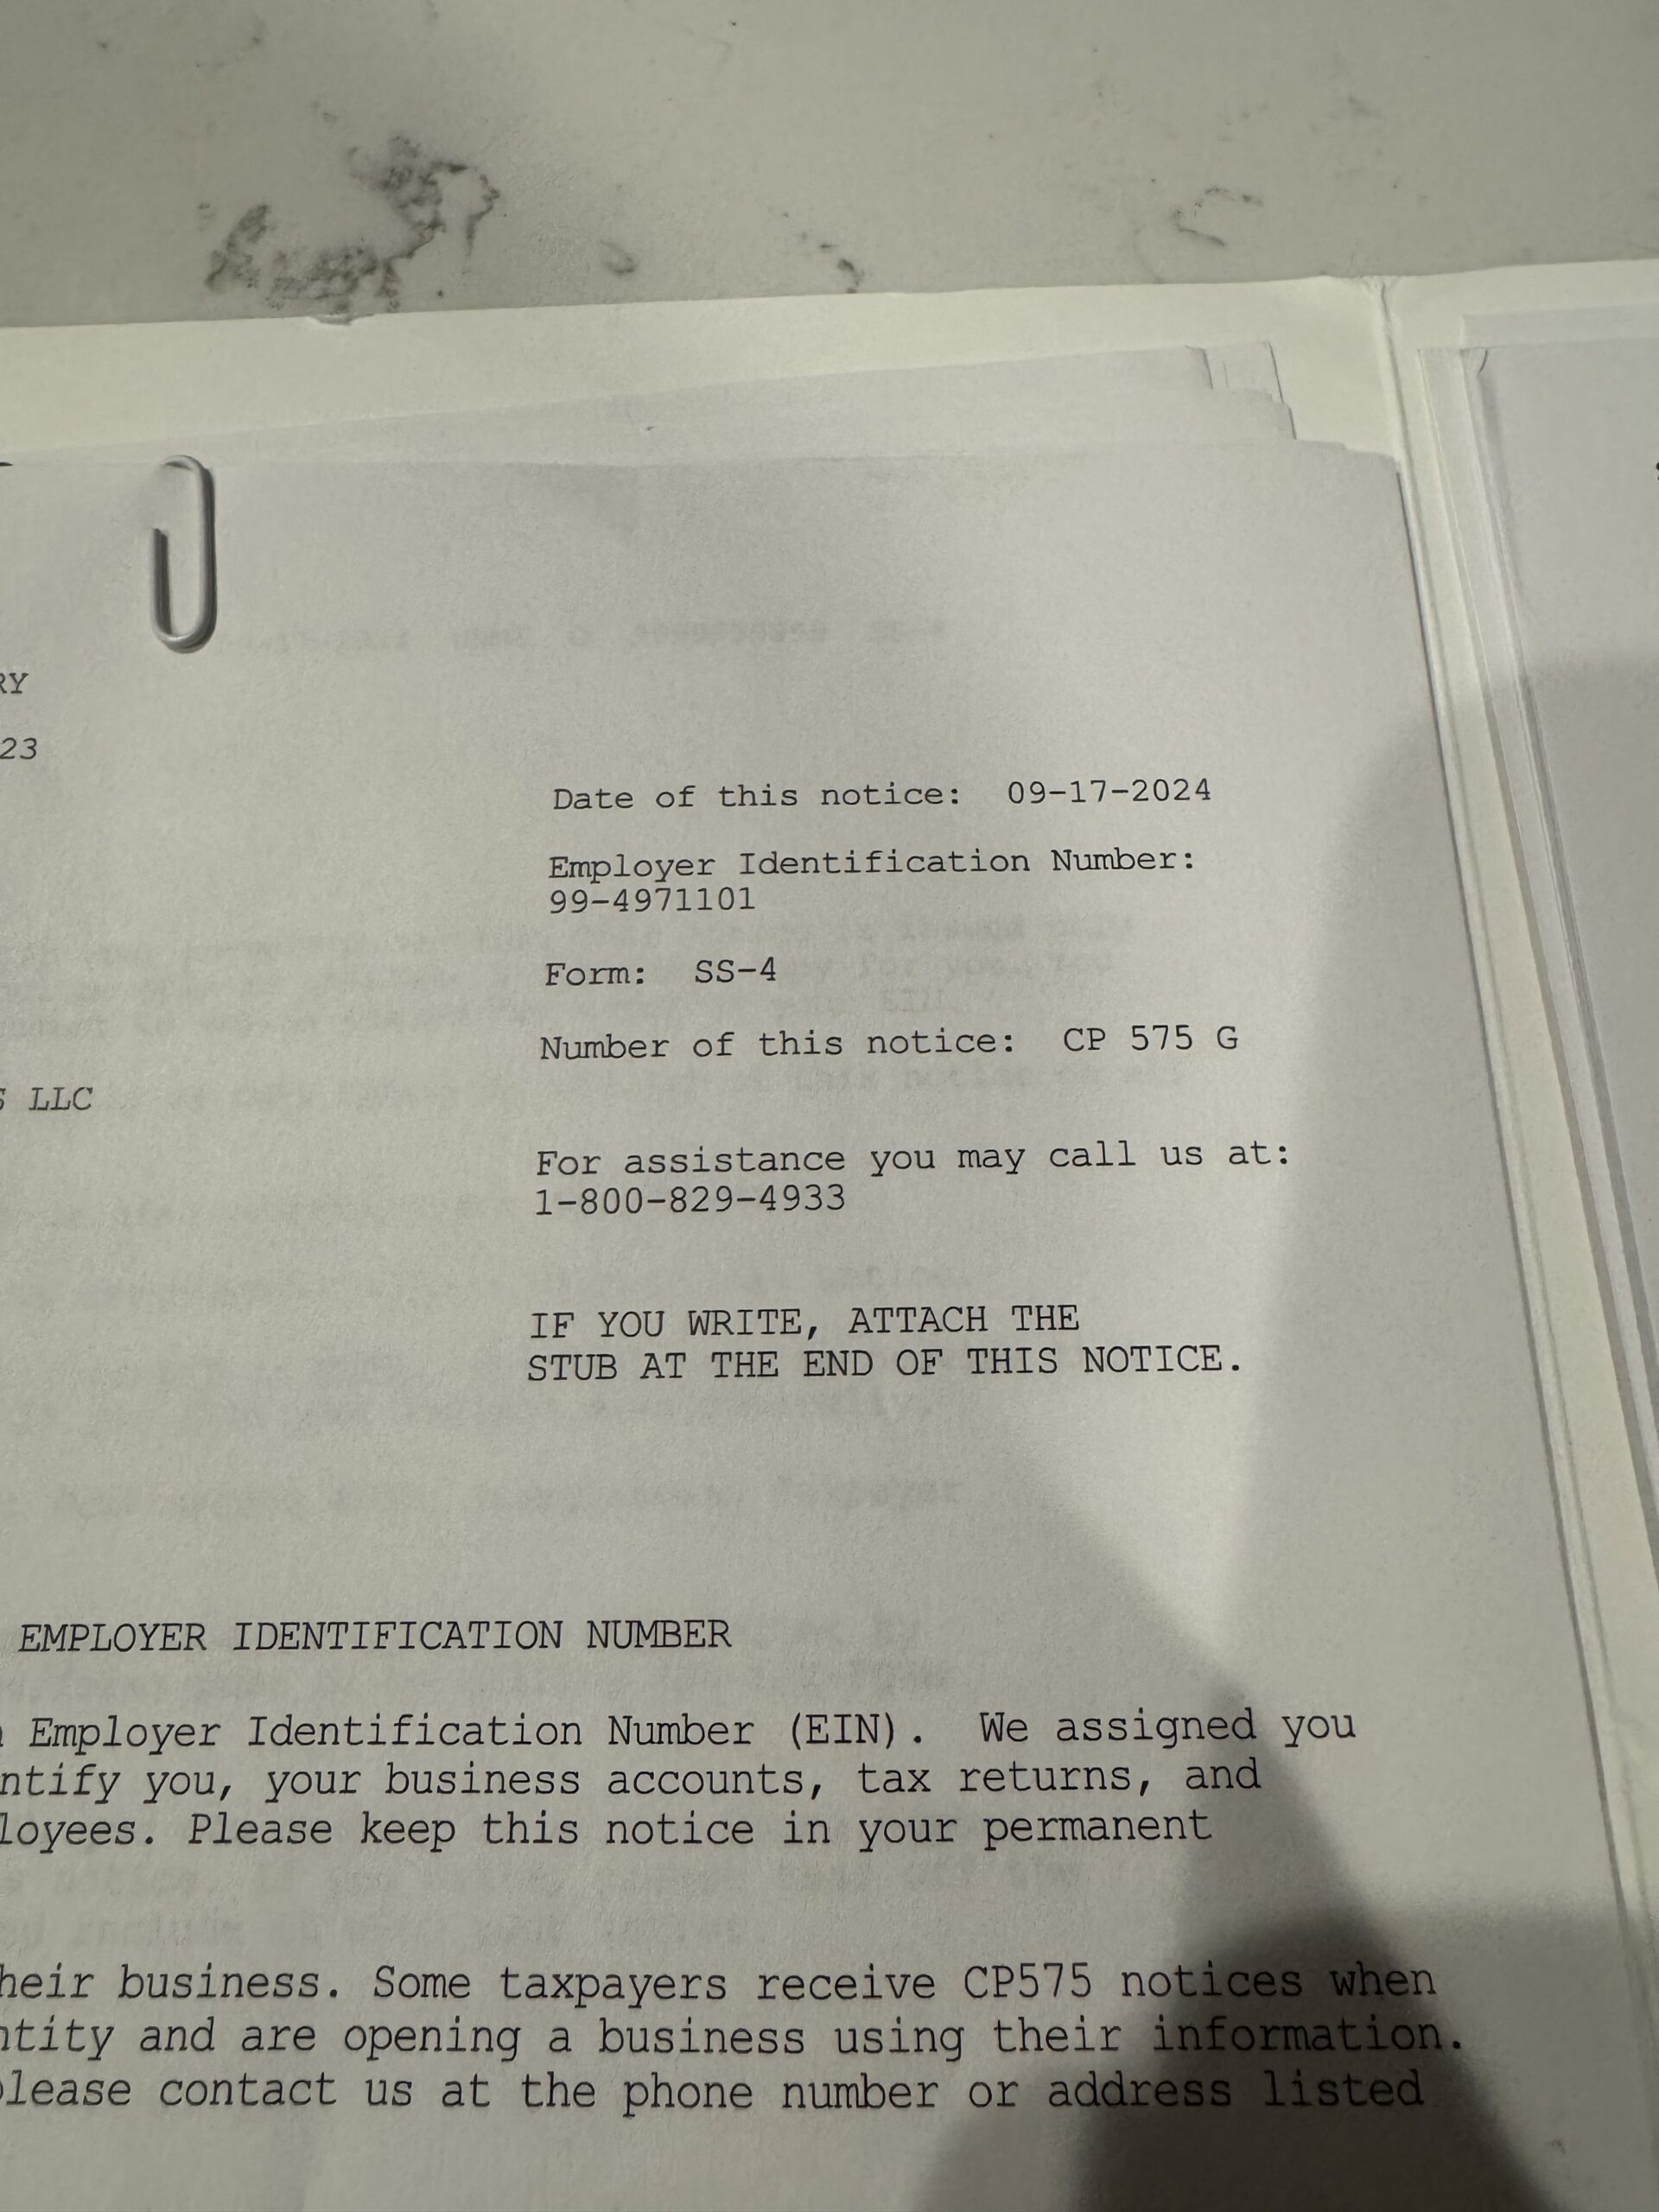 RY
23
Date of this notice: 09-17-2024
Employer Identification Number:
99-4971101
Form: SS-4
Number of this notice: CP 575 G
S LLC
For assistance you may call us at:
1-800-829-4933
IF YOU WRITE, ATTACH THE
STUB AT THE END OF THIS NOTICE.
EMPLOYER IDENTIFICATION NUMBER
Employer Identification Number (EIN). We assigned you
ntify you, your business accounts, tax returns, and
loyees. Please keep this notice in your permanent
heir business. Some taxpayers receive CP575 notices when
ntity and are opening a business using their information.
please contact us at the phone number or address listed